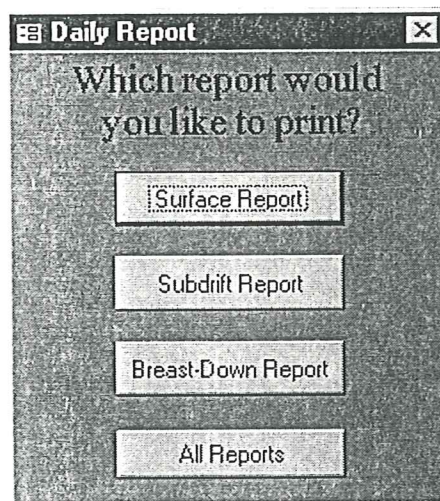 Daily Report
Which report would
you like to print?
Surface Report
Subdrift Report
Breast-Down Report
All Reports